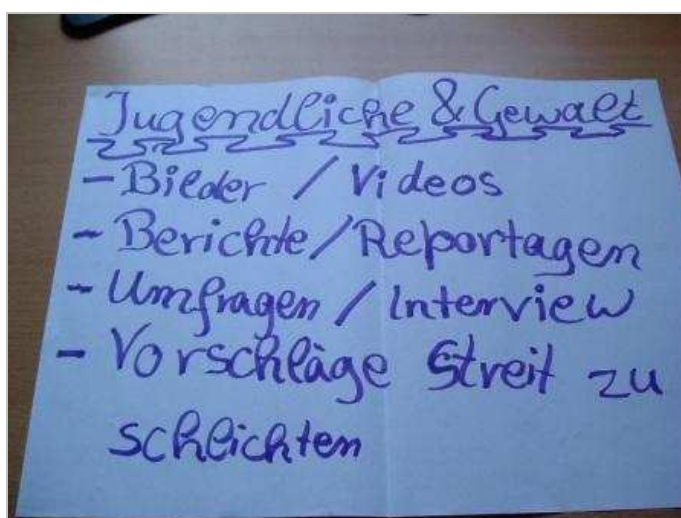 Jugendliche & Gewalt
- Bilder / Videos
- Berichte / Reportagen
- Umfragen / Interview
- Vorschläge Streit zu
schlichten